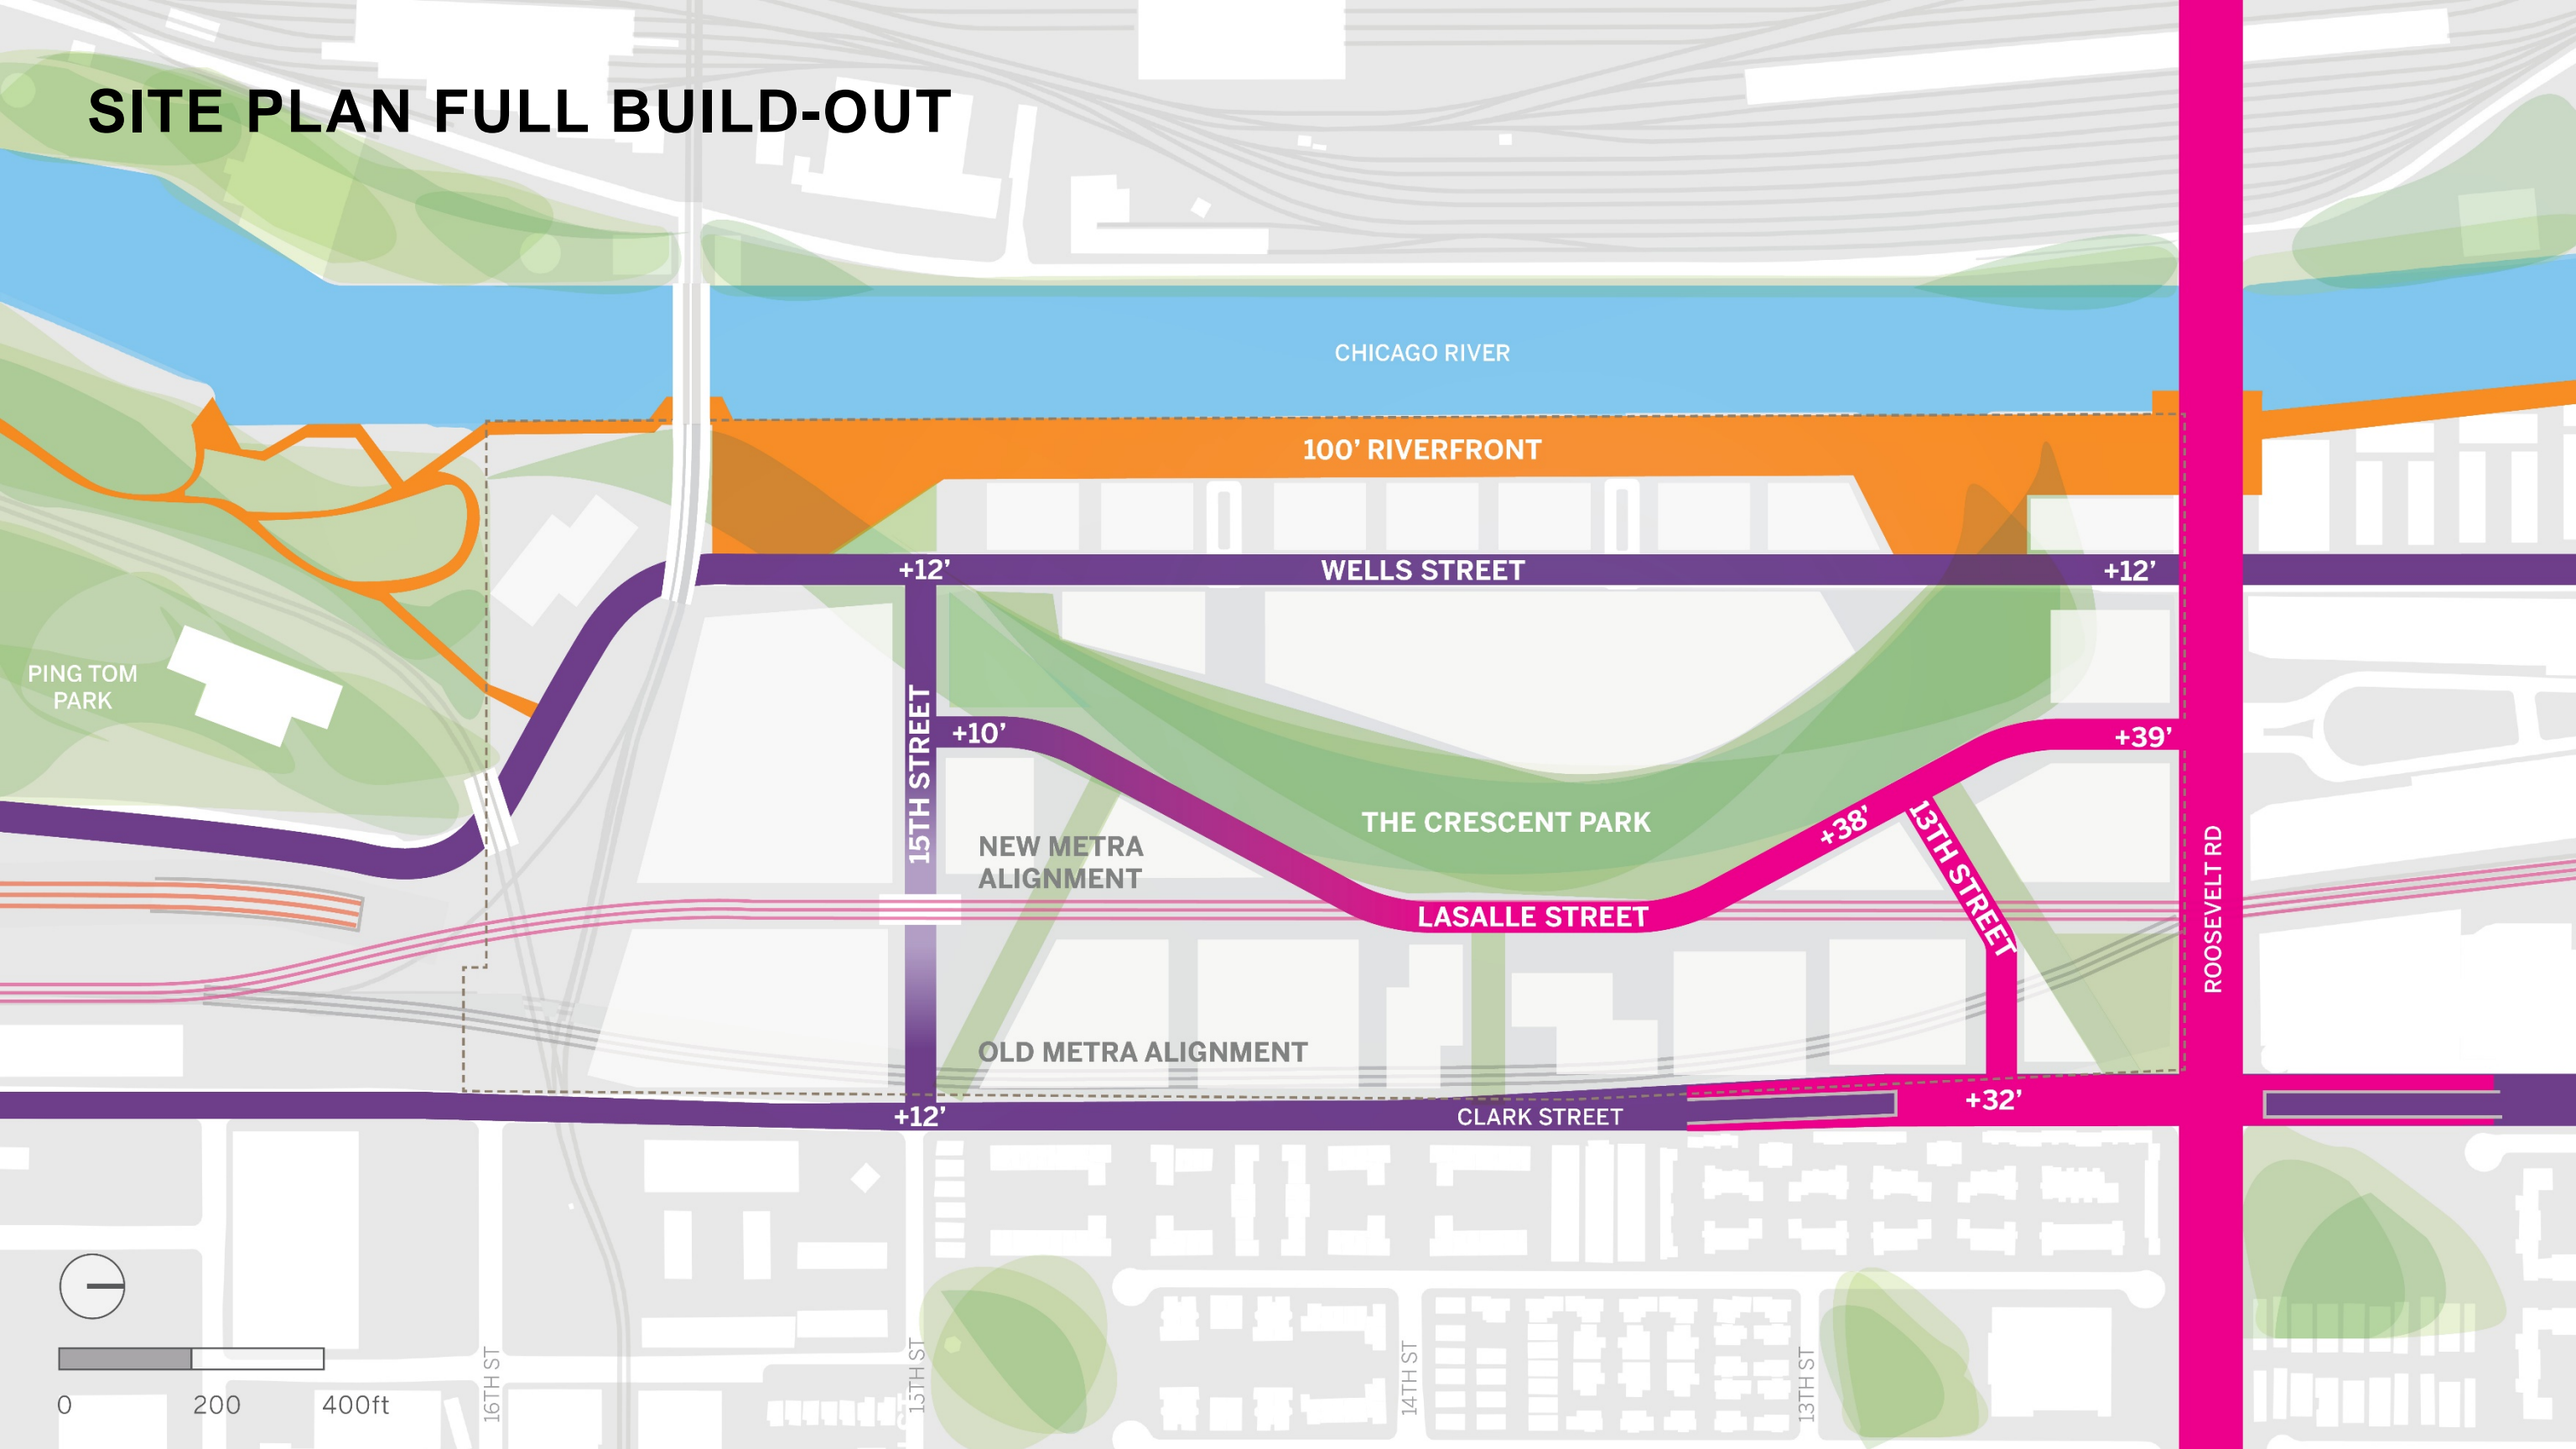 SITE PLAN FULL BUILD-OUT
CHICAGO RIVER
100’ RIVERFRONT
+12’
WELLS STREET
+12’
PING TOM
PARK
15TH STREET
+10’
+39’
THE CRESCENT PARK
+38’
13TH STREET
NEW METRA
ALIGNMENT
LASALLE STREET
ROOSEVELT RD
OLD METRA ALIGNMENT
+12’
CLARK STREET
+32’
0
200
400ft
16TH ST
15TH ST
14TH ST
13TH ST